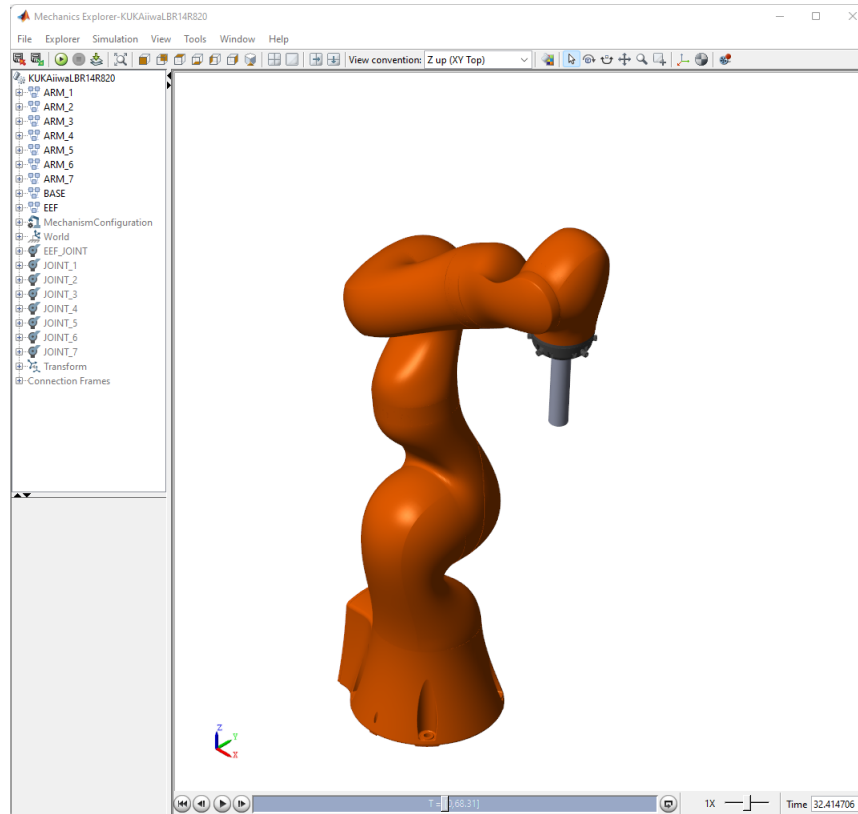 Mechanics Explorer-KUKAiiwaLBR14R820
File Explorer Simulation View Tools Window Help
View convention: Z up (XY Top)
KUKAiiwaLBR14R820
ARM_1
ARM_2
ARM_3
ARM_4
ARM_5
ARM_6
ARM_7
BASE
EEF
MechanismConfiguration
World
EEF_JOINT
JOINT_1
JOINT_2
JOINT_3
JOINT_4
JOINT_5
JOINT_6
JOINT_7
Transform
Connection Frames
Z
Y
X
1X Time 32.414706